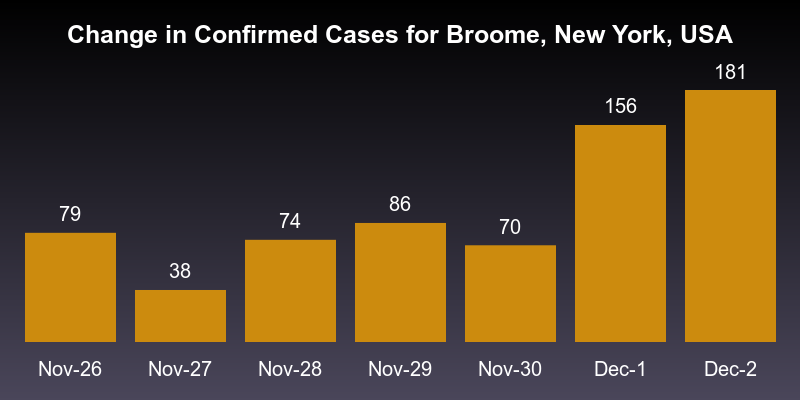 Change in Confirmed Cases for Broome, New York, USA
79
38
74
86
70
156
181
Nov-26
Nov-27
Nov-28
Nov-29
Nov-30
Dec-1
Dec-2